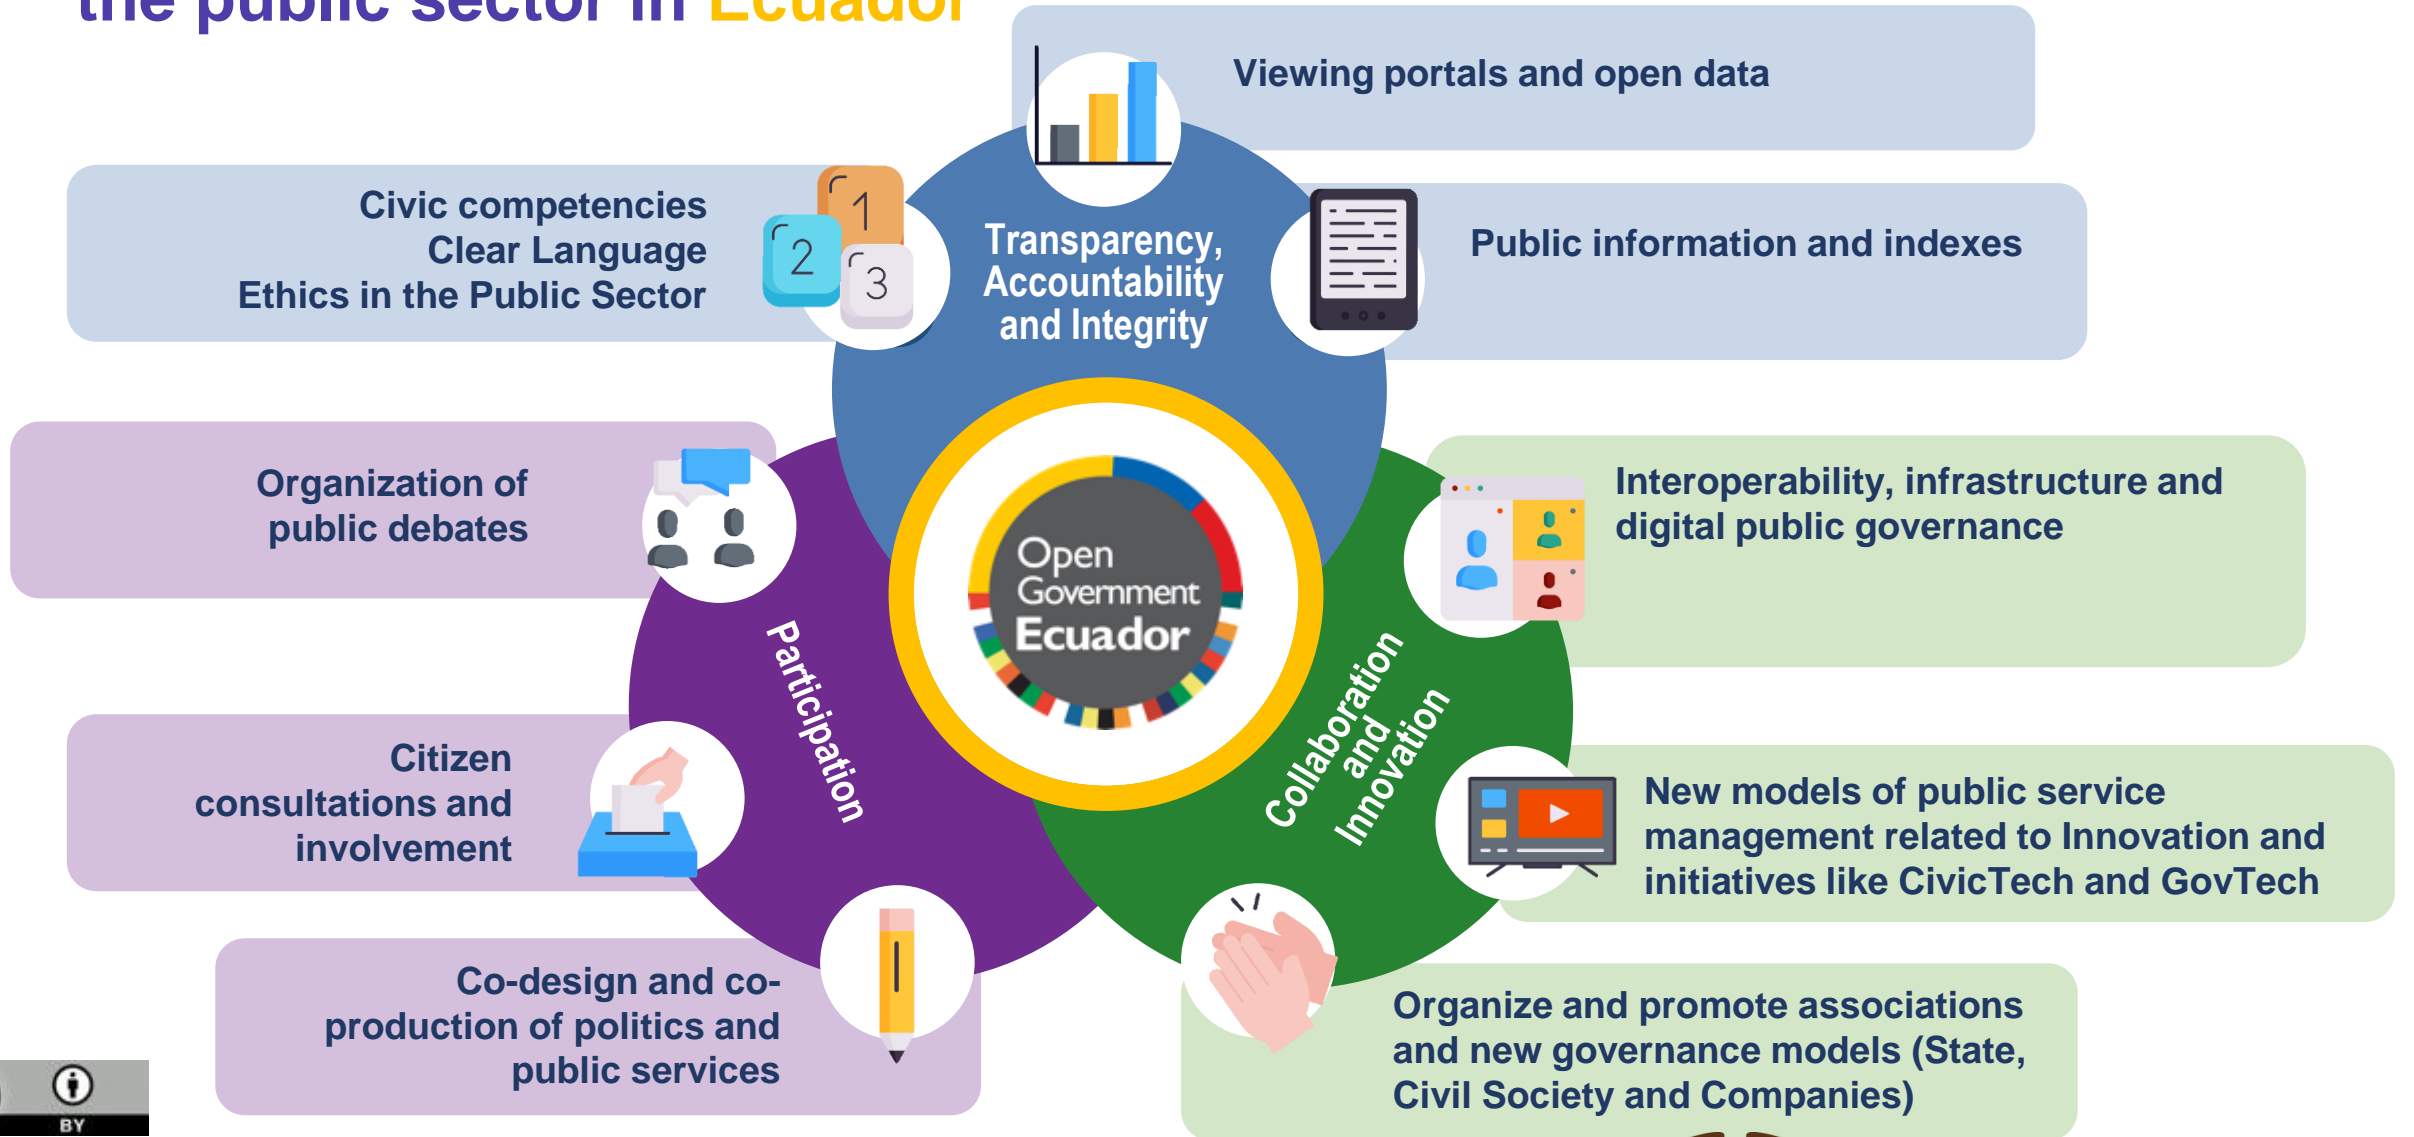 the public sector in Ecuador
Viewing portals and open data
Civic competencies
Clear Language
Ethics in the Public Sector
1
2
3
Transparency,
Accountability
and Integrity
Public information and indexes
Organization of
public debates
Participation
Open
Government
Ecuador
Interoperability, infrastructure and
digital public governance
Collaboration
and
Innovation
Citizen
consultations and
involvement
New models of public service
management related to Innovation and
initiatives like CivicTech and GovTech
Co-design and co-
production of politics and
public services
Organize and promote associations
and new governance models (State,
Civil Society and Companies)
BY